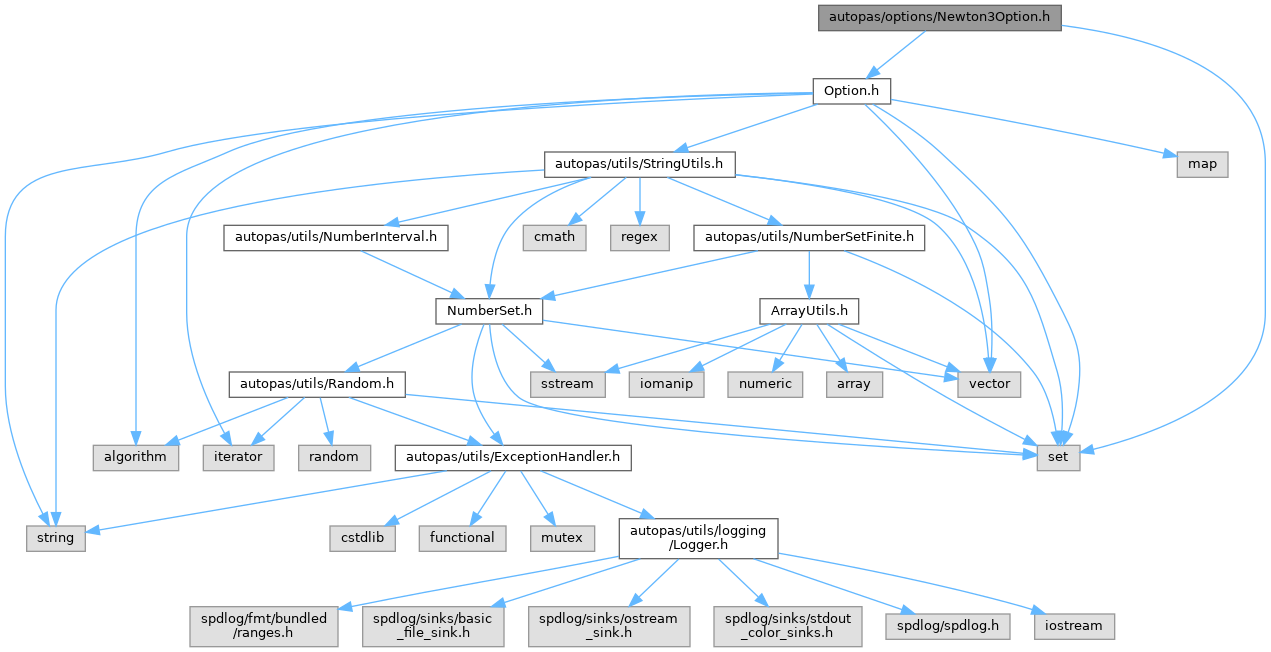 autopas/options/Newton3Option.h
Option.h
autopas/utils/StringUtils.h
map
autopas/utils/NumberInterval.h
cmath
regex
autopas/utils/NumberSetFinite.h
NumberSet.h
ArrayUtils.h
autopas/utils/Random.h
sstream
iomanip
numeric
array
vector
algorithm
iterator
random
autopas/utils/ExceptionHandler.h
set
string
cstdlib
functional
mutex
autopas/utils/logging
/Logger.h
spdlog/fmt/bundled
/ranges.h
spdlog/sinks/basic
_file_sink.h
spdlog/sinks/ostream
_sink.h
spdlog/sinks/stdout
_color_sinks.h
spdlog/spdlog.h
iostream